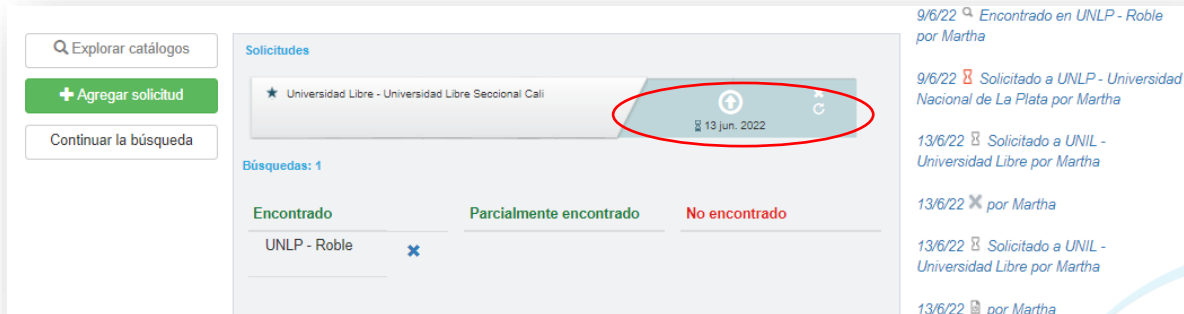 Explorar catálogos
Agregar solicitud
Continuar la búsqueda
Solicitudes
Universidad Libre - Universidad Libre Seccional Cali
13 jun. 2022
Búsquedas: 1
Encontrado
Parcialmente encontrado
No encontrado
UNLP - Roble
9/6/22 Encontrado en UNLP - Roble
por Martha
9/6/22 Solicitado a UNLP - Universidad
Nacional de La Plata por Martha
13/6/22 Solicitado a UNIL -
Universidad Libre por Martha
13/6/22 por Martha
13/6/22 Solicitado a UNIL -
Universidad Libre por Martha
13/6/22 por Martha